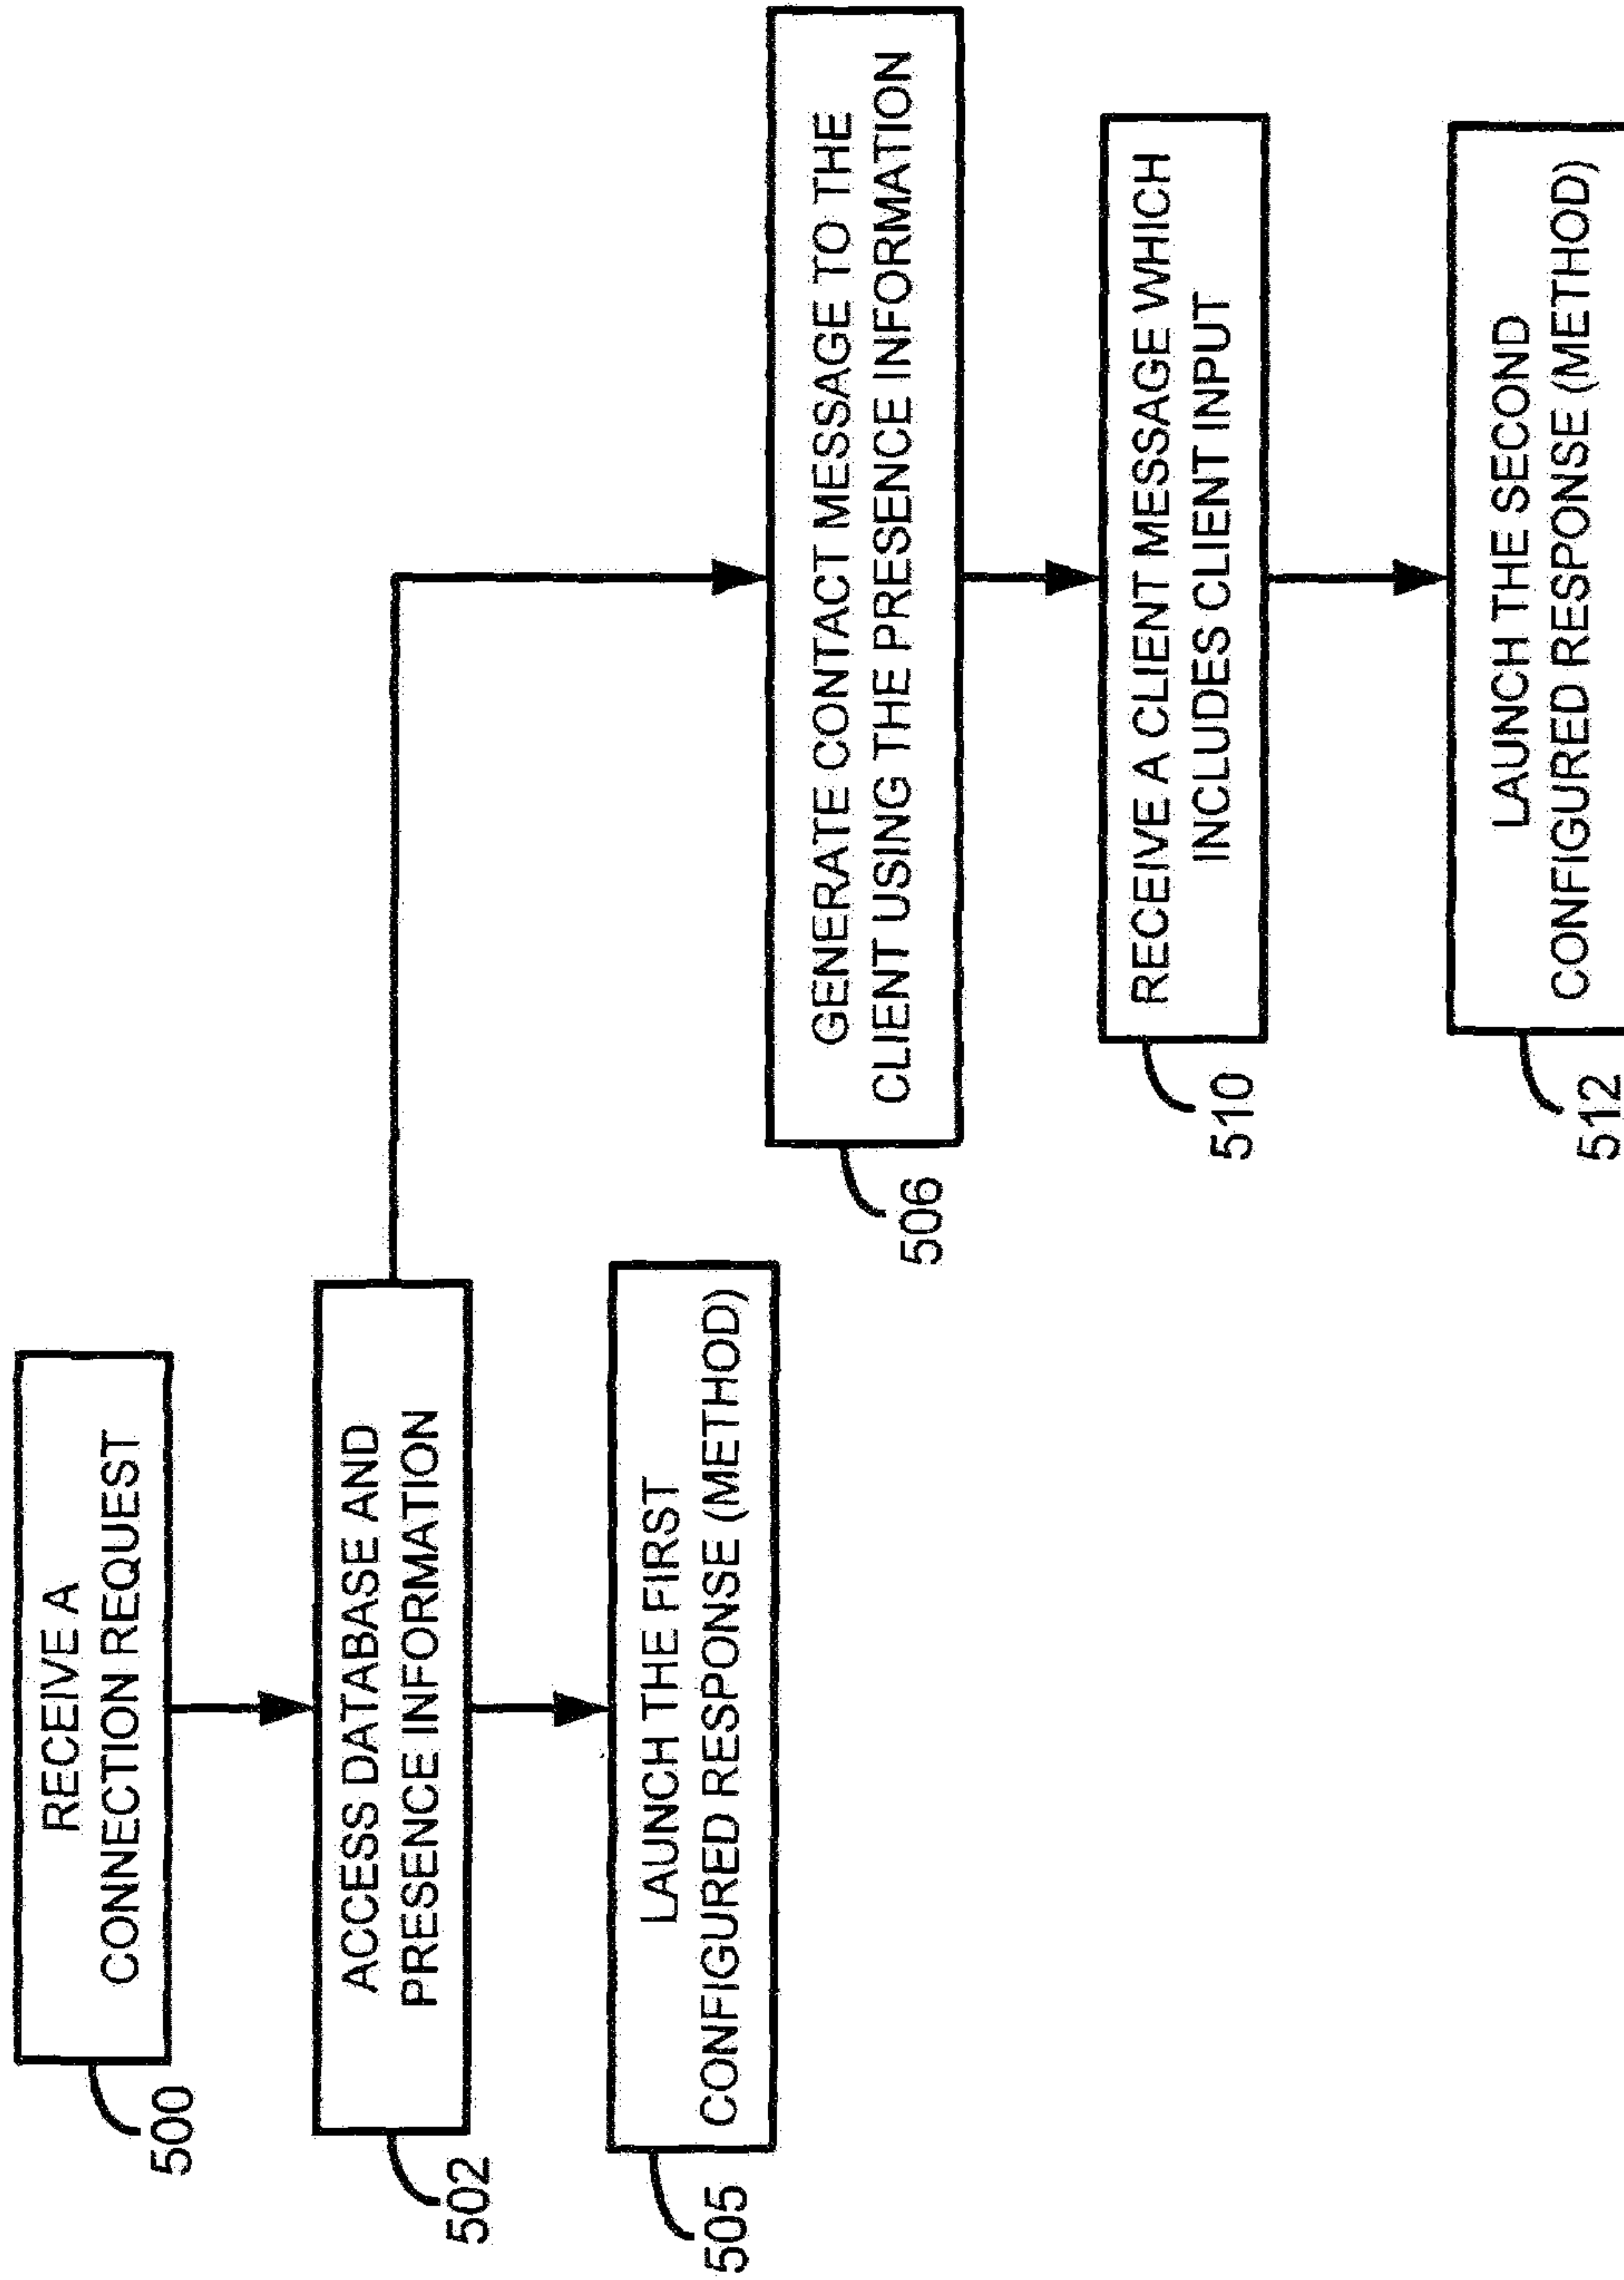 RECEIVE A
CONNECTION REQUEST
500
ACCESS DATABASE AND
PRESENCE INFORMATION
502
LAUNCH THE FIRST
CONFIGURED RESPONSE (METHOD)
505
GENERATE CONTACT MESSAGE TO THE
CLIENT USING THE PRESENCE INFORMATION
506
RECEIVE A CLIENT MESSAGE WHICH
INCLUDES CLIENT INPUT
510
LAUNCH THE SECOND
CONFIGURED RESPONSE (METHOD)
512